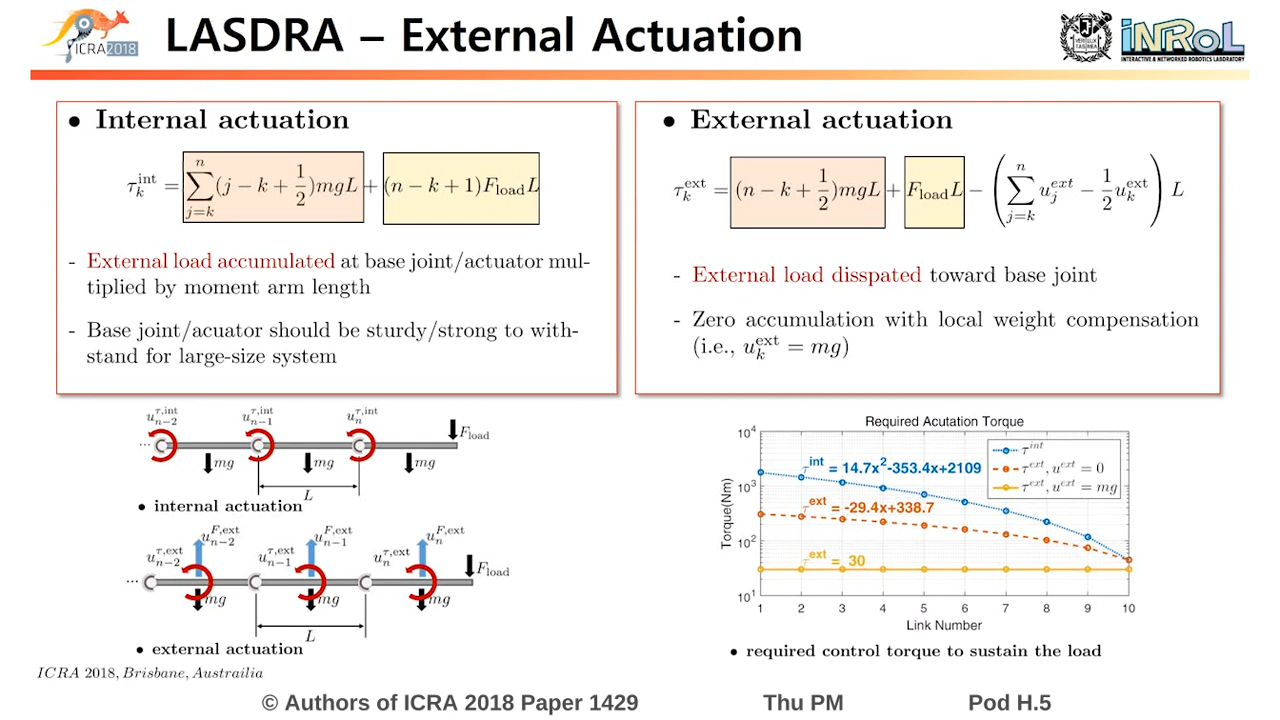 ICRA2018
LASDRA – External Actuation
INRoL
INTERACTIVE & NETWORKED ROBOTICS LABORATORY
• Internal actuation
τ_k^int = ∑_{j=k}^{n} (j − k + 1/2)mgL + (n − k + 1)F_load L
- External load accumulated at base joint/actuator mul-
tiplied by moment arm length
- Base joint/acuator should be sturdy/strong to with-
stand for large-size system
• External actuation
τ_k^ext = (n − k + 1/2)mgL + F_load L − (∑_{j=k}^{n} u_j^ext − 1/2 u_k^ext) L
- External load disspated toward base joint
- Zero accumulation with local weight compensation
(i.e., u_k^ext = mg)
u_{n-2}^{τ,int} u_{n-1}^{τ,int} u_n^{τ,int}
... F_load
mg mg mg
L
• internal actuation
u_{n-2}^{F,ext} u_{n-1}^{F,ext} u_n^{F,ext}
u_{n-2}^{τ,ext} u_{n-1}^{τ,ext} u_n^{τ,ext}
... F_load
mg mg mg
L
• external actuation
Required Acutation Torque
Torque(Nm)
10^4
10^3
10^2
10^1
τ^int = 14.7x^2-353.4x+2109
τ^ext = -29.4x+338.7
τ^ext = 30
τ^int
τ^ext, u^ext = 0
τ^ext, u^ext = mg
1 2 3 4 5 6 7 8 9 10
Link Number
• required control torque to sustain the load
ICRA 2018, Brisbane, Austrailia
© Authors of ICRA 2018 Paper 1429 Thu PM Pod H.5